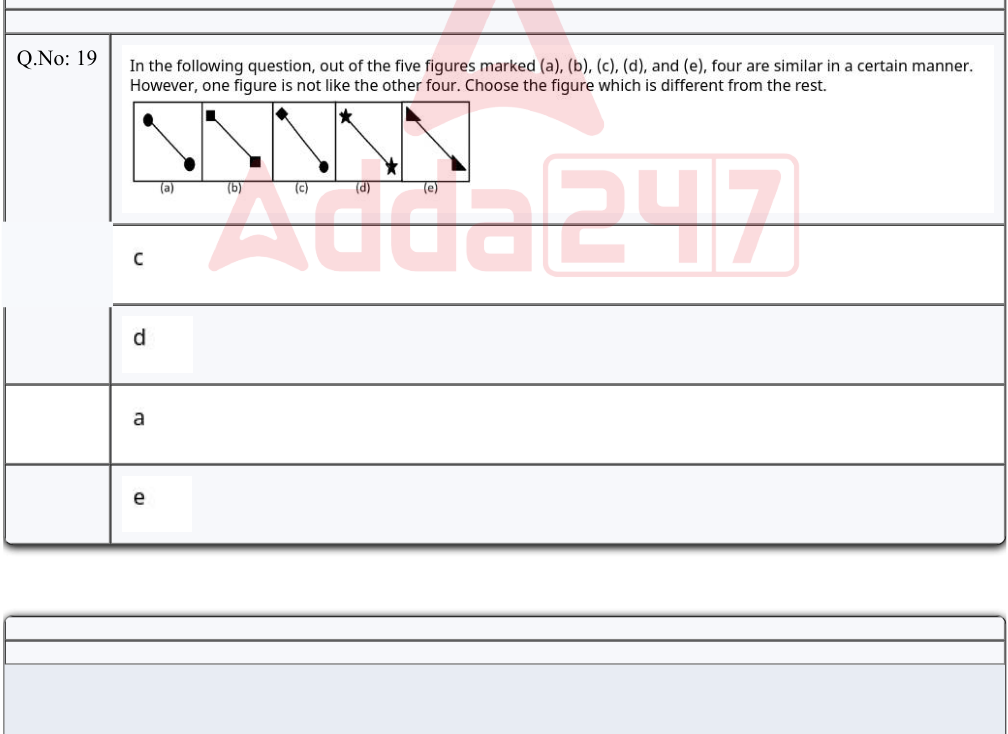 Q.No: 19
In the following question, out of the five figures marked (a), (b), (c), (d), and (e), four are similar in a certain manner.
However, one figure is not like the other four. Choose the figure which is different from the rest.
(a) (b) (c) (d) (e)
Adda247
c
d
a
e